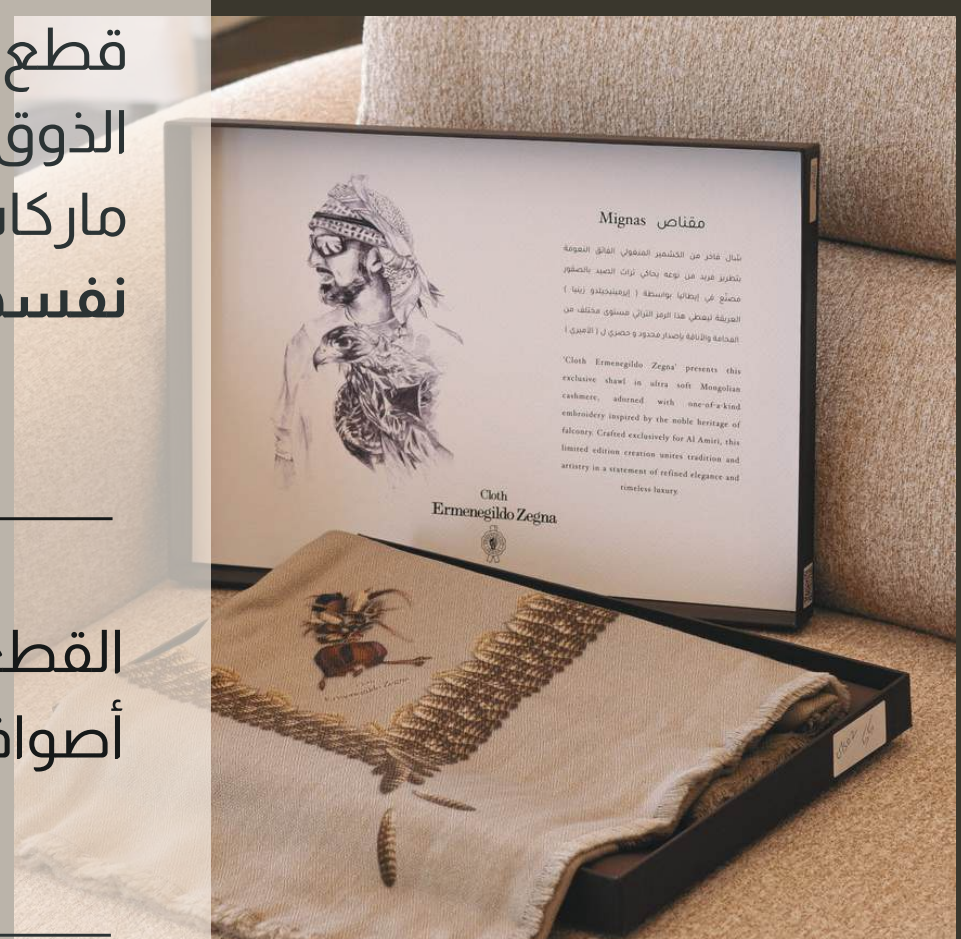 قطع
الذوق
نفس
Mignas مقناص
شال فاخر من الكشمير المنغولي الفائق النعومة
بتطريز فريد من نوعه يحاكي تراث الصيد بالصقور
مصنّع في إيطاليا بواسطة ( إيرمينيجيلدو زينيا )
العريقة ليعطي هذا الرمز التراثي مستوى مختلف من
الفخامة والأناقة بإصدار محدود و حصري ل ( الأميري )
'Cloth Ermenegildo Zegna' presents this
exclusive shawl in ultra soft Mongolian
cashmere, adorned with one-of-a-kind
embroidery inspired by the noble heritage of
falconry. Crafted exclusively for Al Amiri, this
limited edition creation unites tradition and
artistry in a statement of refined elegance and
timeless luxury.
Cloth
Ermenegildo Zegna
Ermenegildo Zegna